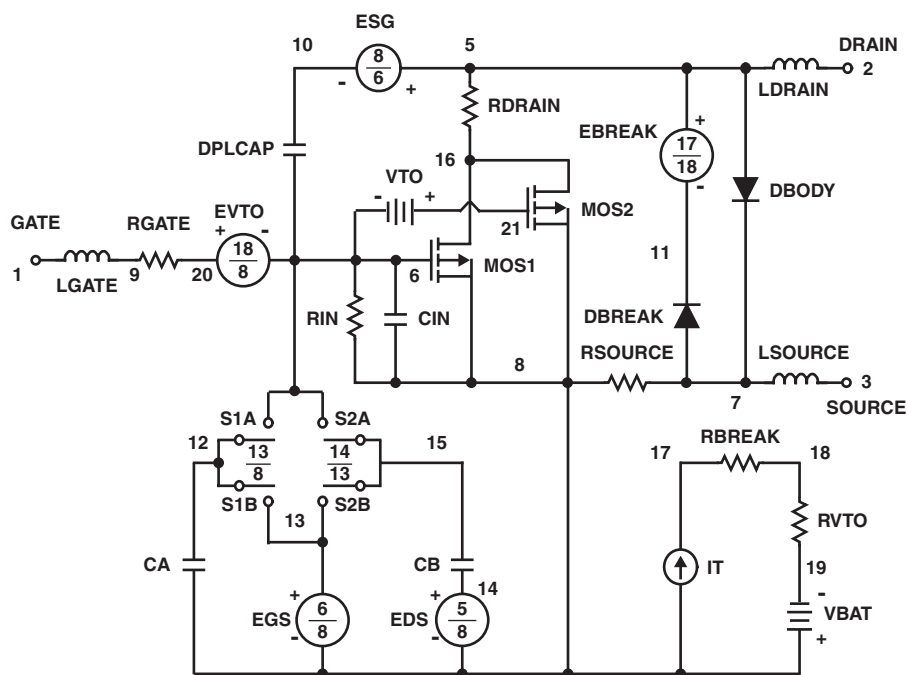 ESG
10
8
6
5
DRAIN
2
- +
LDRAIN
RDRAIN
DPLCAP
EBREAK
+
17
18
-
16
VTO
- +
DBODY
MOS2
EVTO
GATE
RGATE
+ -
18
8
21
11
MOS1
1
LGATE
9
20
6
DBREAK
RIN
CIN
RSOURCE
LSOURCE
8
3
7
SOURCE
S1A
S2A
12
13
8
14
13
15
RBREAK
17
18
S1B
S2B
13
RVTO
CA
CB
IT
19
14
+
6
8
-
EGS
+
5
8
-
EDS
-
VBAT
+